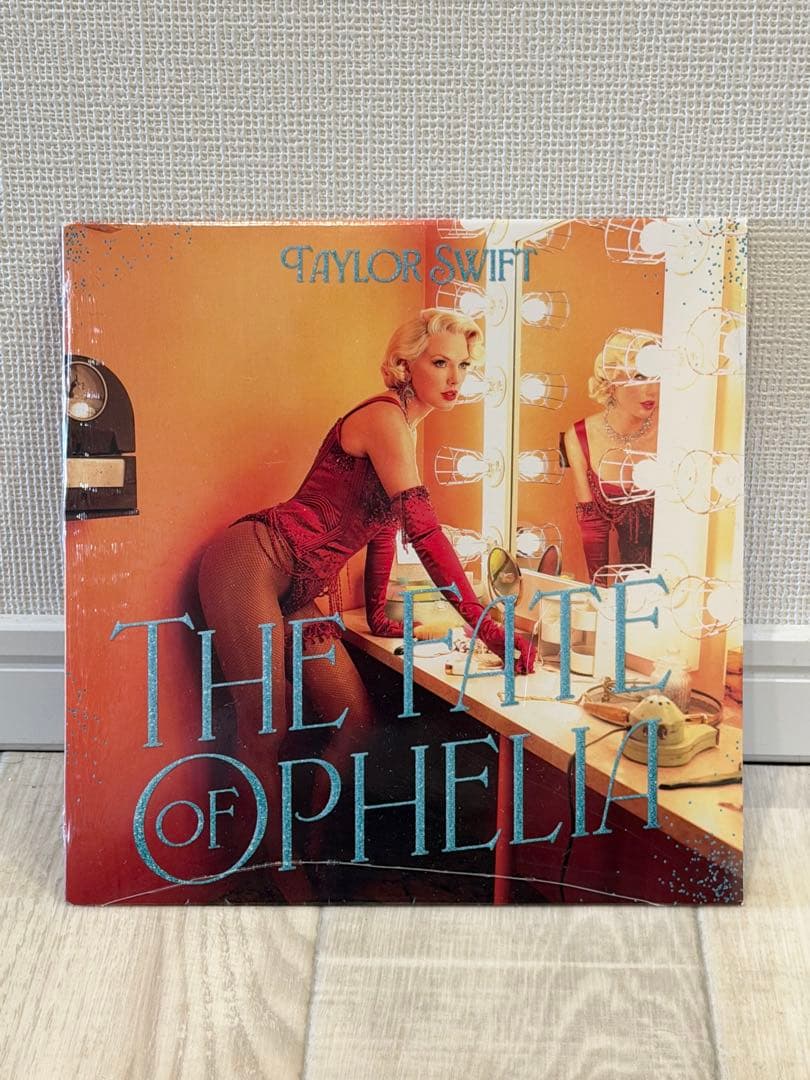 TAYLOR SWIFT
THE FATE
OF OPHELIA